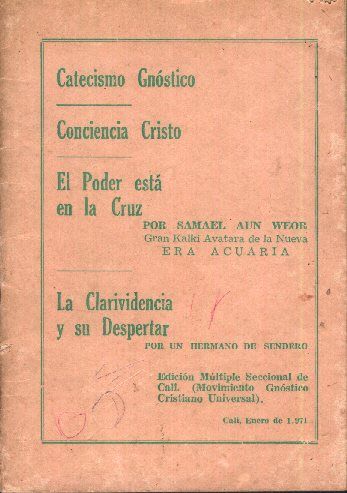 Catecismo Gnóstico
Conciencia Cristo
El Poder está
en la Cruz
POR SAMAEL AUN WEOR
Gran Kalki Avatara de la Nueva
ERA ACUARIA
La Clarividencia
y su Despertar
POR UN HERMANO DE SENDERO
Edición Múltiple Seccional de
Cali. (Movimiento Gnóstico
Cristiano Universal).
Cali, Enero de 1.971